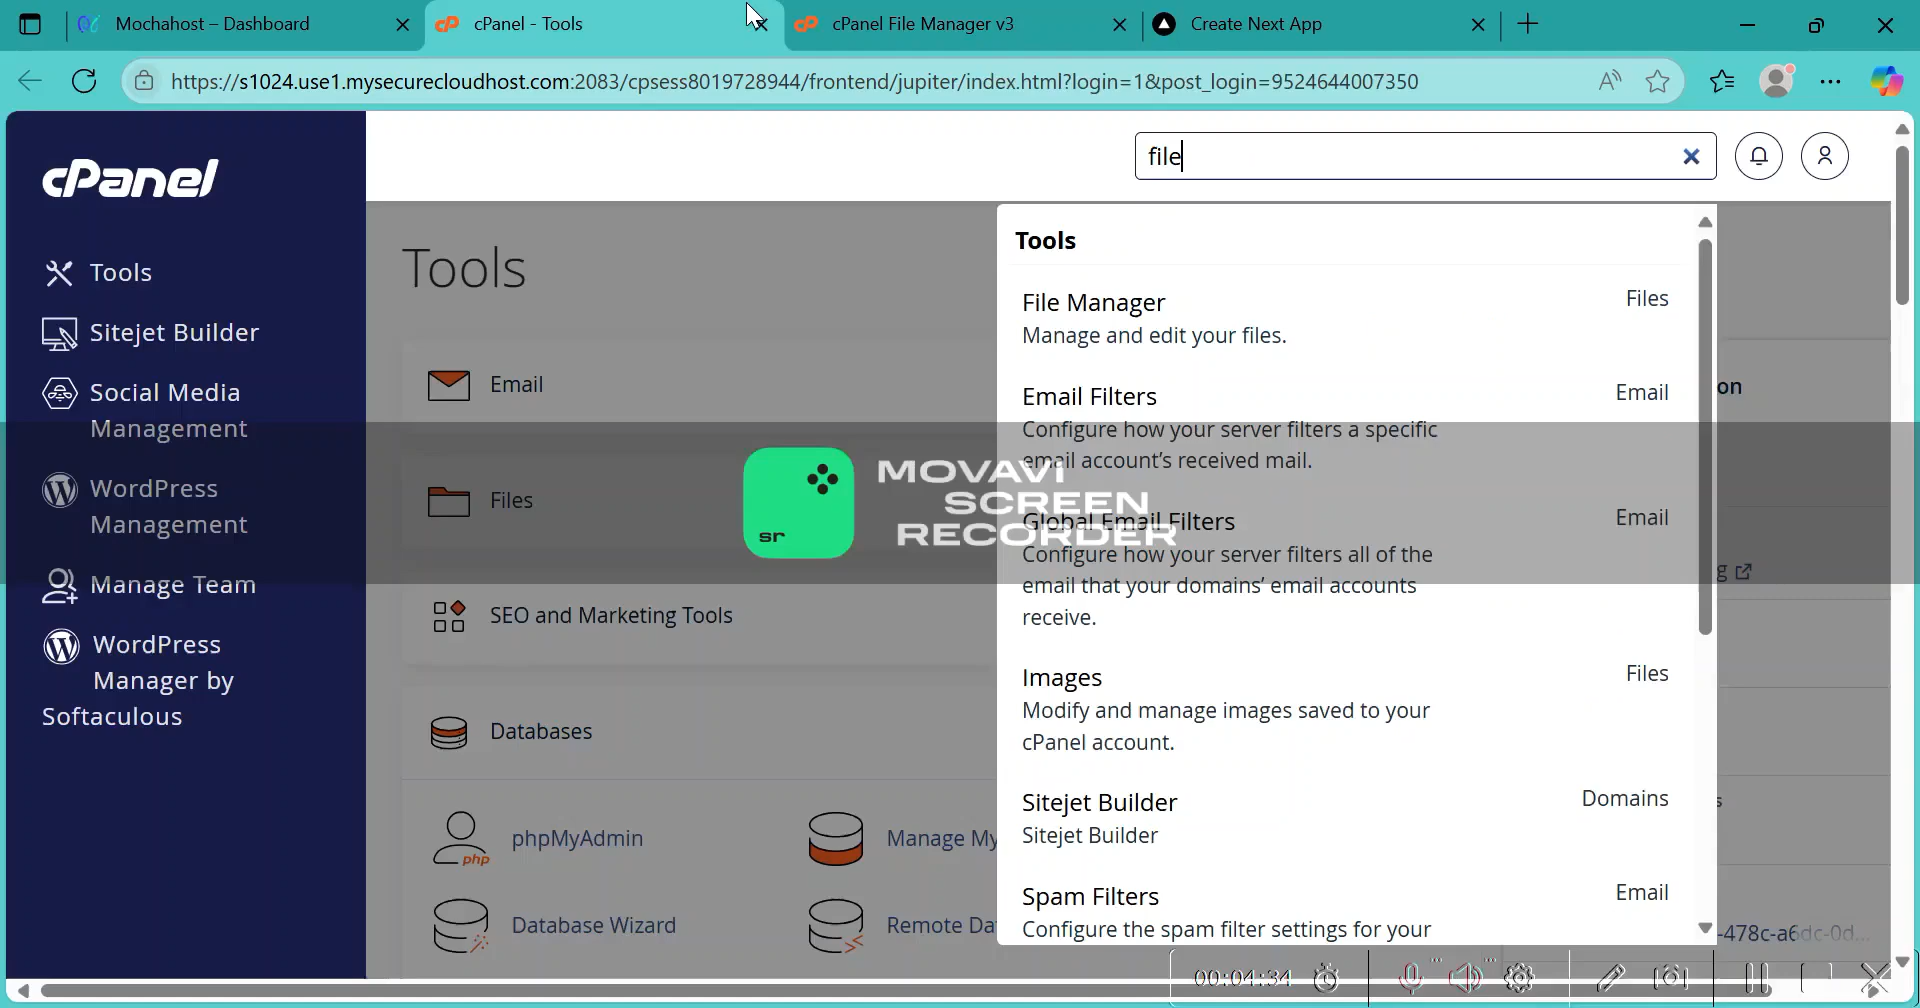 Mochahost – Dashboard
cPanel - Tools
cPanel File Manager v3
Create Next App
https://s1024.use1.mysecurecloudhost.com:2083/cpsess8019728944/frontend/jupiter/index.html?login=1&post_login=9524644007350
cPanel
file
Tools
Sitejet Builder
Social Media
Management
WordPress
Management
Manage Team
WordPress
Manager by
Softaculous
Tools
Email
Files
SEO and Marketing Tools
Databases
phpMyAdmin
Manage My
Database Wizard
Remote Da
Tools
File Manager
Files
Manage and edit your files.
Email Filters
Email
Configure how your server filters a specific
email account's received mail.
Global Email Filters
Email
Configure how your server filters all of the
email that your domains' email accounts
receive.
Images
Files
Modify and manage images saved to your
cPanel account.
Sitejet Builder
Domains
Sitejet Builder
Spam Filters
Email
Configure the spam filter settings for your
on
g
s
-478c-a6dc-0d...
sr
MOVAVI
SCREEN
RECORDER
php
00:04:34